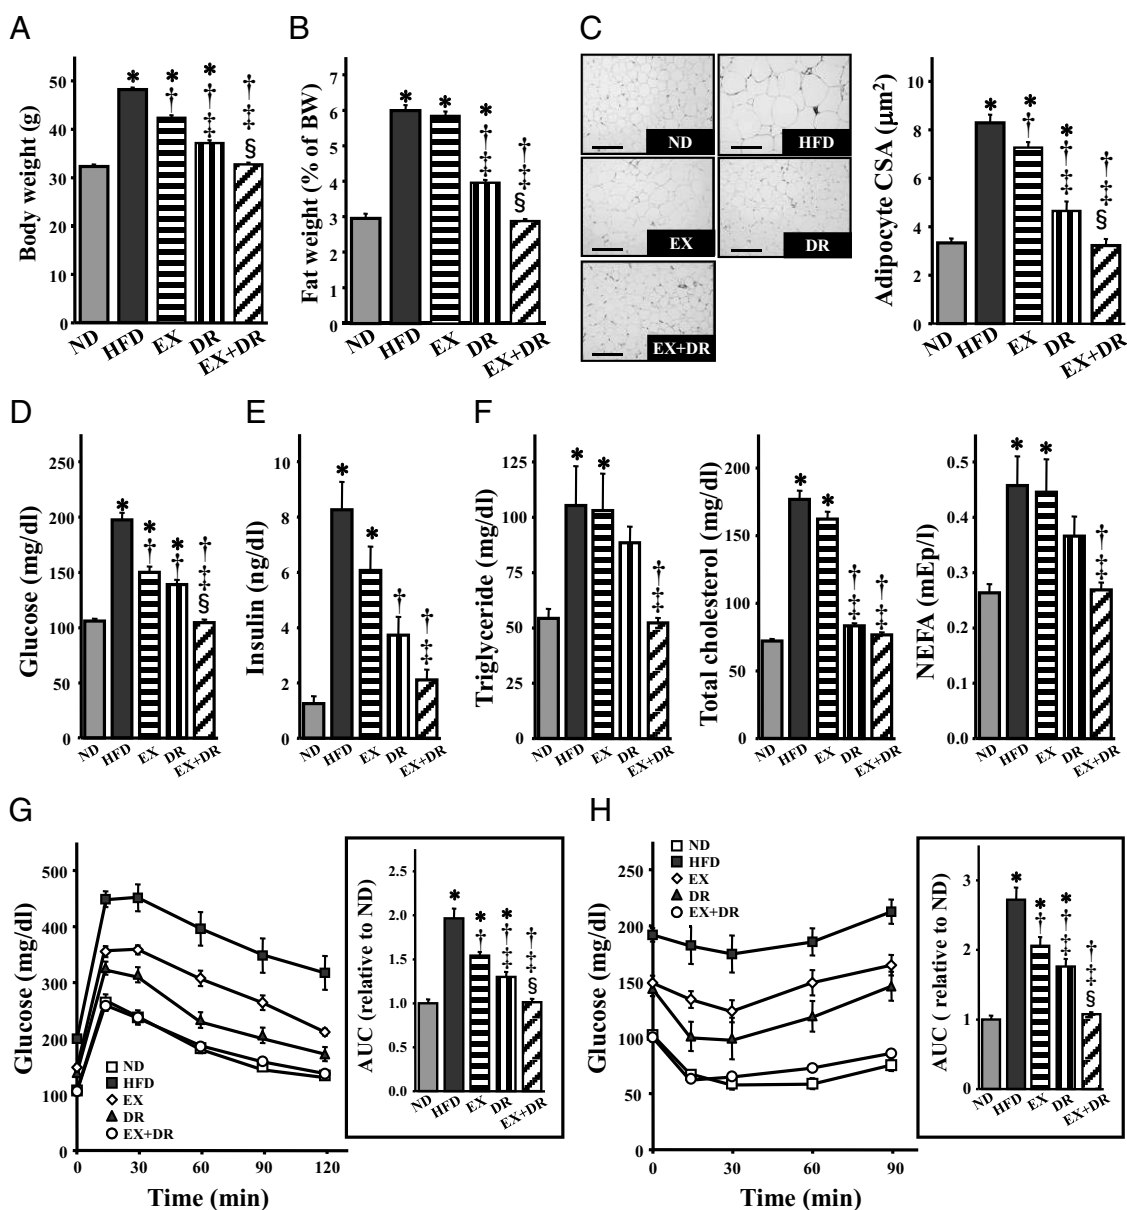 A
Body weight (g)
50
40
30
20
10
0
* * † * † ‡ † ‡ §
ND HFD EX DR EX+DR
B
Fat weight (% of BW)
7
6
5
4
3
2
1
0
* * * † ‡ † ‡ §
ND HFD EX DR EX+DR
C
ND
HFD
EX
DR
EX+DR
Adipocyte CSA (μm²)
10
8
6
4
2
0
* * † * † ‡ † ‡ §
ND HFD EX DR EX+DR
D
Glucose (mg/dl)
250
200
150
100
50
0
* * † * † † ‡ §
ND HFD EX DR EX+DR
E
Insulin (ng/dl)
10
8
6
4
2
0
* * † † ‡
ND HFD EX DR EX+DR
F
Triglyceride (mg/dl)
125
100
75
50
25
0
* * † ‡
ND HFD EX DR EX+DR
Total cholesterol (mg/dl)
200
150
100
50
0
* * † ‡ † ‡
ND HFD EX DR EX+DR
NEFA (mEp/l)
0.5
0.4
0.3
0.2
0.1
0.0
* * † ‡
ND HFD EX DR EX+DR
G
Glucose (mg/dl)
500
400
300
200
100
0
ND
HFD
EX
DR
EX+DR
0 30 60 90 120
Time (min)
AUC (relative to ND)
2.5
2.0
1.5
1.0
0.5
0.0
* * † * † ‡ † ‡ §
ND HFD EX DR EX+DR
H
Glucose (mg/dl)
250
200
150
100
50
0
ND
HFD
EX
DR
EX+DR
0 30 60 90
Time (min)
AUC ( relative to ND)
3
2
1
0
* * † * † ‡ † ‡ §
ND HFD EX DR EX+DR